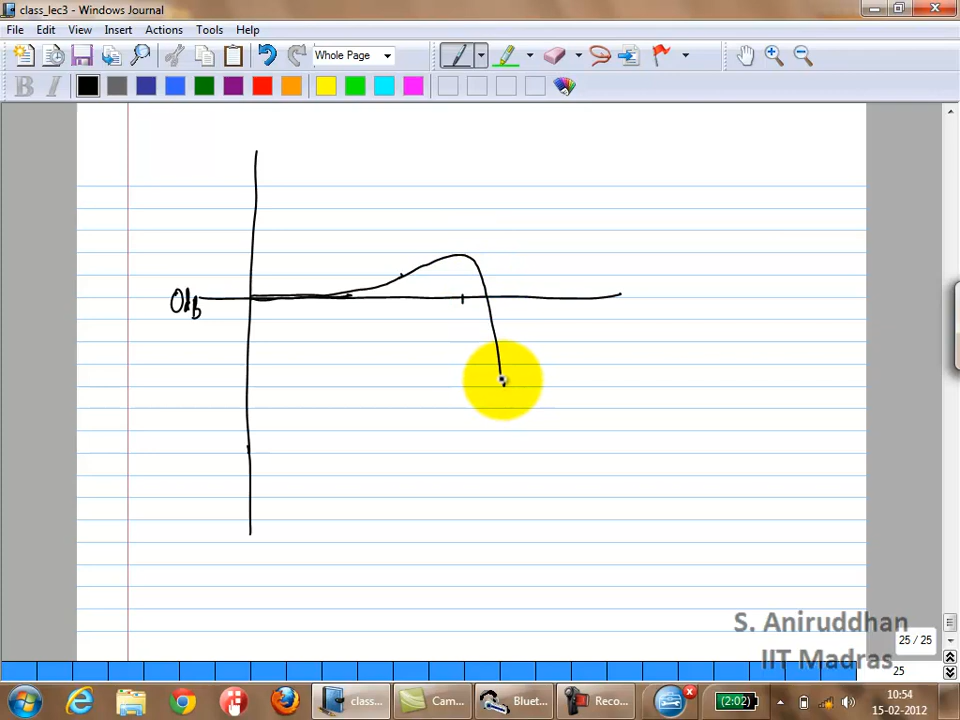 class_lec3 - Windows Journal
File Edit View Insert Actions Tools Help
Whole Page
B I
0dB
S. Aniruddhan
25 / 25
IIT Madras
25
class...
Cam...
Bluet...
Reco...
(2:02)
10:54
15-02-2012